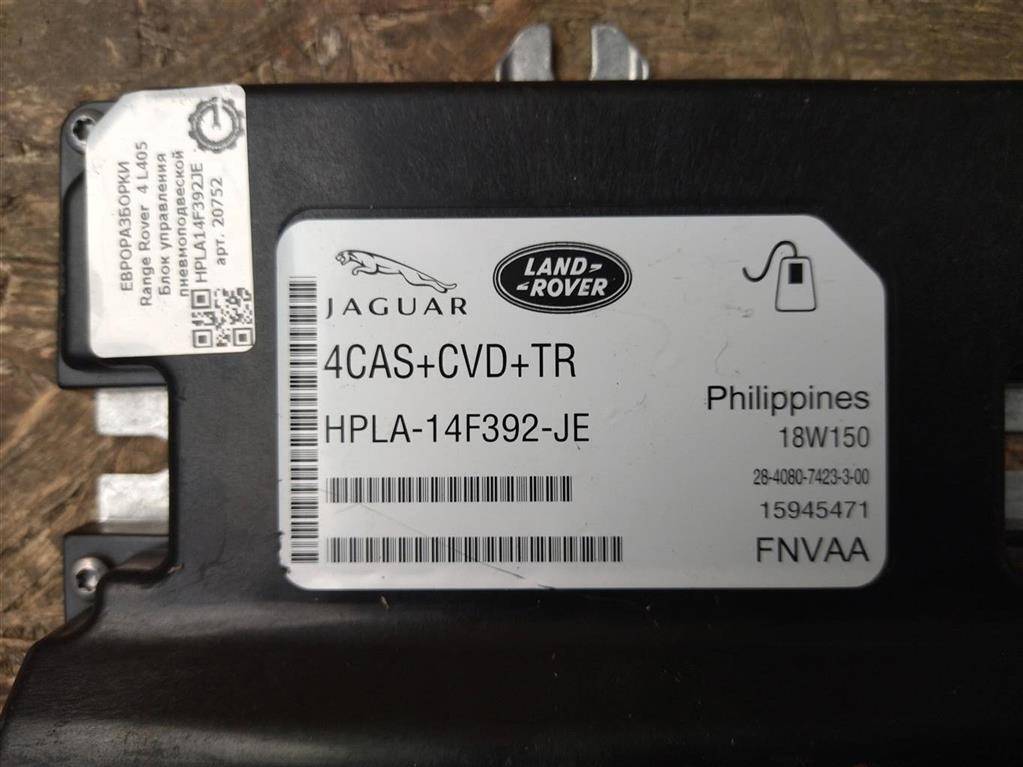 ЕВРОРАЗБОРКИ
Range Rover 4 L405
Блок управления
пневмоподвеской
HPLA14F392JE
арт. 20752
JAGUAR
LAND-
-ROVER
4CAS+CVD+TR
HPLA-14F392-JE
Philippines
18W150
28-4080-7423-3-00
15945471
FNVAA